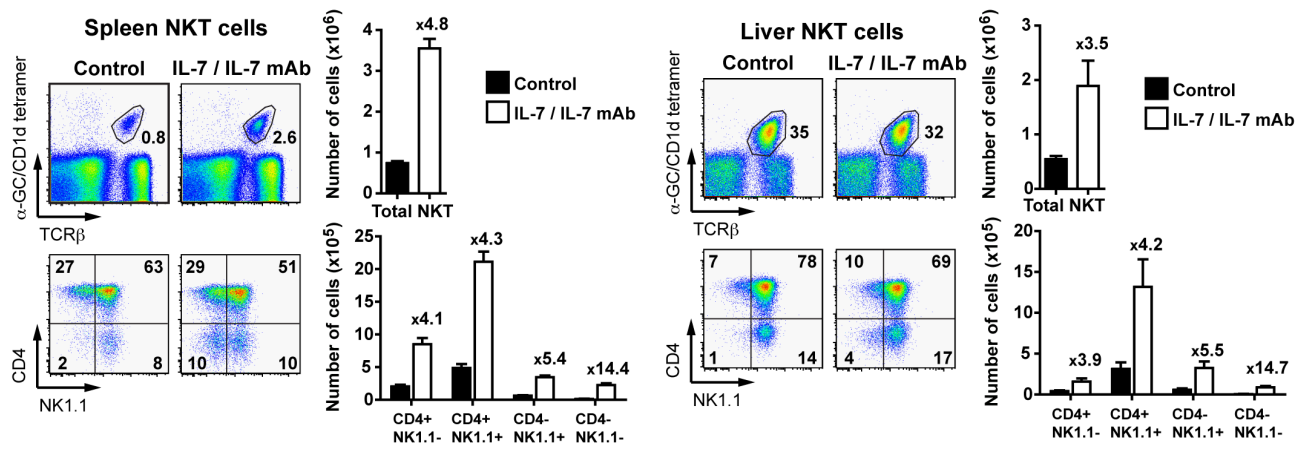 Spleen NKT cells
Control
IL-7 / IL-7 mAb
α-GC/CD1d tetramer
0.8
2.6
TCRβ
27
63
2
8
29
51
10
10
CD4
NK1.1
Number of cells (x10⁶)
4
3
2
1
0
x4.8
Total NKT
Control
IL-7 / IL-7 mAb
Number of cells (x10⁵)
25
20
15
10
5
0
x4.1
x4.3
x5.4
x14.4
CD4+ CD4+ CD4- CD4-
NK1.1- NK1.1+ NK1.1+ NK1.1-
Liver NKT cells
Control
IL-7 / IL-7 mAb
α-GC/CD1d tetramer
35
32
TCRβ
7
78
1
14
10
69
4
17
CD4
NK1.1
Number of cells (x10⁶)
3
2
1
0
x3.5
Total NKT
Control
IL-7 / IL-7 mAb
Number of cells (x10⁵)
20
15
10
5
0
x3.9
x4.2
x5.5
x14.7
CD4+ CD4+ CD4- CD4-
NK1.1- NK1.1+ NK1.1+ NK1.1-